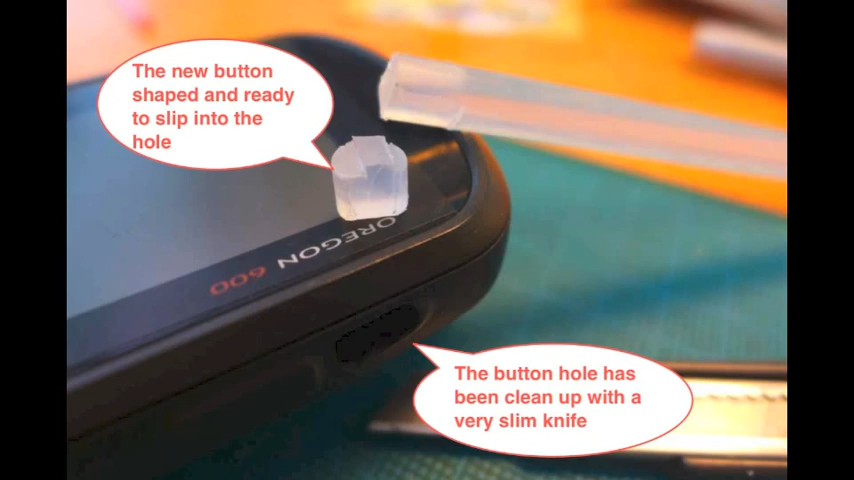 The new button
shaped and ready
to slip into the
hole
OREGON 600
The button hole has
been clean up with a
very slim knife